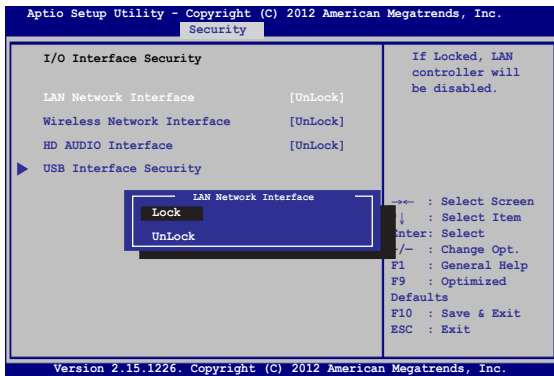 Aptio Setup Utility - Copyright (C) 2012 American Megatrends, Inc.
Security
I/O Interface Security
LAN Network Interface [UnLock]
Wireless Network Interface [UnLock]
HD AUDIO Interface [UnLock]
USB Interface Security
If Locked, LAN
controller will
be disabled.
LAN Network Interface
Lock
UnLock
→← : Select Screen
↓ : Select Item
nter: Select
/— : Change Opt.
F1 : General Help
F9 : Optimized
Defaults
F10 : Save & Exit
ESC : Exit
Version 2.15.1226. Copyright (C) 2012 American Megatrends, Inc.